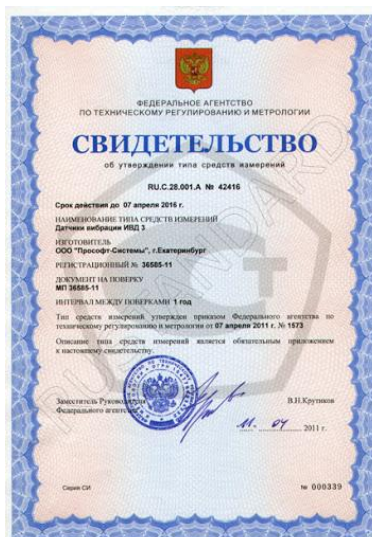 ФЕДЕРАЛЬНОЕ АГЕНТСТВО
ПО ТЕХНИЧЕСКОМУ РЕГУЛИРОВАНИЮ И МЕТРОЛОГИИ
СВИДЕТЕЛЬСТВО
об утверждении типа средств измерений
RU.C.28.001.A № 42416
Срок действия до 07 апреля 2016 г.
НАИМЕНОВАНИЕ ТИПА СРЕДСТВ ИЗМЕРЕНИЙ
Датчики вибрации ИВД 3
ИЗГОТОВИТЕЛЬ
ООО "Прософт-Системы", г.Екатеринбург
РЕГИСТРАЦИОННЫЙ № 36585-11
ДОКУМЕНТ НА ПОВЕРКУ
МП 36585-11
ИНТЕРВАЛ МЕЖДУ ПОВЕРКАМИ 1 год
Тип средств измерений утвержден приказом Федерального агентства по
техническому регулированию и метрологии от 07 апреля 2011 г. № 1573
Описание типа средств измерений является обязательным приложением
к настоящему свидетельству.
Заместитель Руководителя
Федерального агентства
В.Н.Крутиков
11. 04 2011 г.
Серия СИ
№ 000339